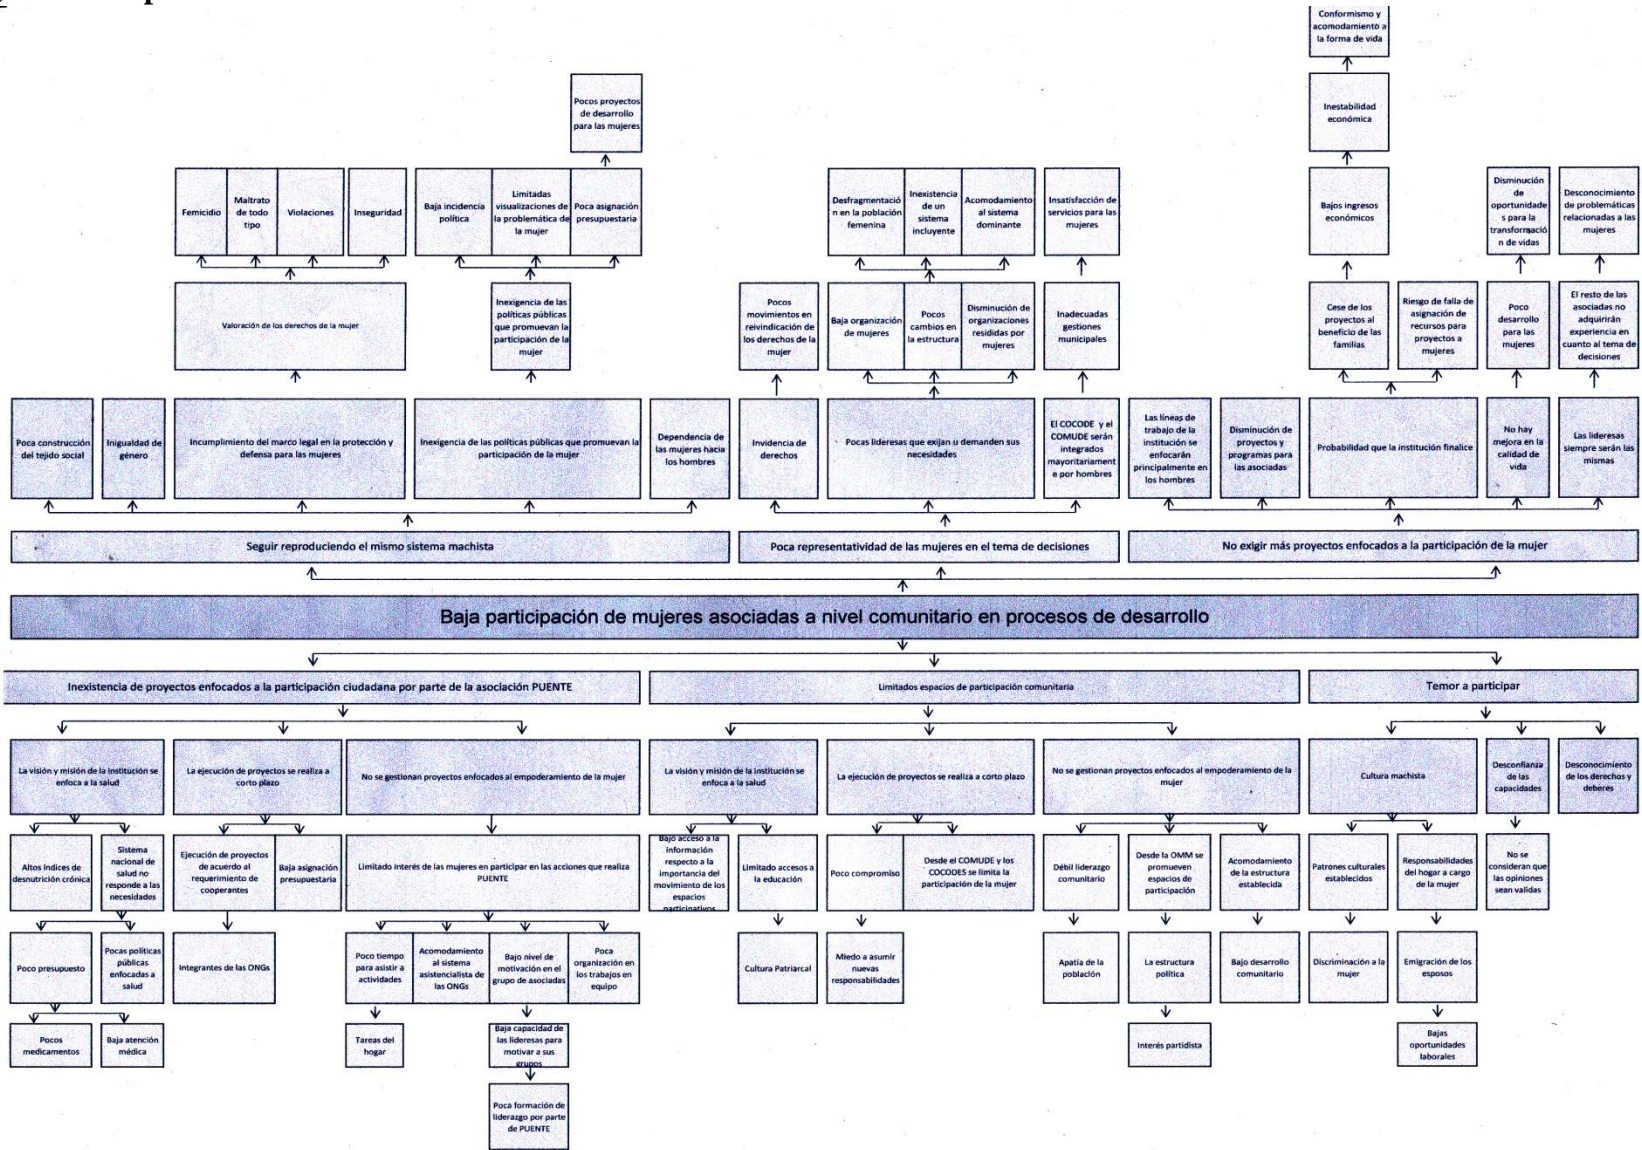 Conformismo y
acomodamiento a
la forma de vida
Pocos proyectos
de desarrollo
para las mujeres
Inestabilidad
económica
Femicidio
Maltrato
de todo
tipo
Violaciones
Inseguridad
Baja incidencia
política
Limitadas
visualizaciones de
la problemática de
la mujer
Poca asignación
presupuestaria
Desfragmentació
n en la población
femenina
Inexistencia
de un
sistema
incluyente
Acomodamiento
al sistema
dominante
Insatisfacción de
servicios para las
mujeres
Bajos ingresos
económicos
Disminución
de
oportunidade
s para la
transformació
n de vidas
Desconocimiento
de problemáticas
relacionadas a las
mujeres
Valoración de los derechos de la mujer
Inexigencia de las
políticas públicas
que promuevan la
participación de la
mujer
Pocos
movimientos en
reivindicación de
los derechos de la
mujer
Baja organización
de mujeres
Pocos
cambios en
la estructura
Disminución de
organizaciones
resididas por
mujeres
Inadecuadas
gestiones
municipales
Cese de los
proyectos al
beneficio de las
familias
Riesgo de falla de
asignación de
recursos para
proyectos a
mujeres
Poco
desarrollo
para las
mujeres
El resto de las
asociadas no
adquirirán
experiencia en
cuanto al tema de
decisiones
Poca construcción
del tejido social
Inigualdad de
género
Incumplimiento del marco legal en la protección y
defensa para las mujeres
Inexigencia de las políticas públicas que promuevan la
participación de la mujer
Dependencia de
las mujeres hacia
los hombres
Invidencia de
derechos
Pocas lideresas que exijan u demanden sus
necesidades
El COCODE y el
COMUDE serán
integrados
mayoritariament
e por hombres
Las líneas de
trabajo de la
institución se
enfocarán
principalmente en
los hombres
Disminución de
proyectos y
programas para
las asociadas
Probabilidad que la institución finalice
No hay
mejora en la
calidad de
vida
Las lideresas
siempre serán las
mismas
Seguir reproduciendo el mismo sistema machista
Poca representatividad de las mujeres en el tema de decisiones
No exigir más proyectos enfocados a la participación de la mujer
Baja participación de mujeres asociadas a nivel comunitario en procesos de desarrollo
Inexistencia de proyectos enfocados a la participación ciudadana por parte de la asociación PUENTE
Limitados espacios de participación comunitaria
Temor a participar
La visión y misión de la institución se
enfoca a la salud
La ejecución de proyectos se realiza a
corto plazo
No se gestionan proyectos enfocados al empoderamiento de la mujer
La visión y misión de la institución se
enfoca a la salud
La ejecución de proyectos se realiza a corto plazo
No se gestionan proyectos enfocados al empoderamiento de la
mujer
Cultura machista
Desconfianza
de las
capacidades
Desconocimiento
de los derechos y
deberes
Altos índices de
desnutrición crónica
Sistema
nacional de
salud no
responde a las
necesidades
Ejecución de proyectos
de acuerdo al
requerimiento de
cooperantes
Baja asignación
presupuestaria
Limitado interés de las mujeres en participar en las acciones que realiza
PUENTE
Bajo acceso a la
información
respecto a la
importancia del
movimiento de los
espacios
participativos
Limitado accesos a
la educación
Poco compromiso
Desde el COMUDE y los
COCODES se limita la
participación de la mujer
Débil liderazgo
comunitario
Desde la OMM se
promueven
espacios de
participación
Acomodamiento
de la estructura
establecida
Patrones culturales
establecidos
Responsabilidades
del hogar a cargo
de la mujer
No se
consideran que
las opiniones
sean validas
Poco presupuesto
Pocas políticas
públicas
enfocadas a
salud
Integrantes de las ONGs
Poco tiempo
para asistir a
actividades
Acomodamiento
al sistema
asistencialista de
las ONGs
Bajo nivel de
motivación en el
grupo de asociadas
Poca
organización en
los trabajos en
equipo
Cultura Patriarcal
Miedo a asumir
nuevas
responsabilidades
Apatía de la
población
La estructura
política
Bajo desarrollo
comunitario
Discriminación a la
mujer
Emigración de los
esposos
Pocos
medicamentos
Baja atención
médica
Tareas del
hogar
Baja capacidad de
las lideresas para
motivar a sus
grupos
Interés partidista
Bajas
oportunidades
laborales
Poca formación de
liderazgo por parte
de PUENTE